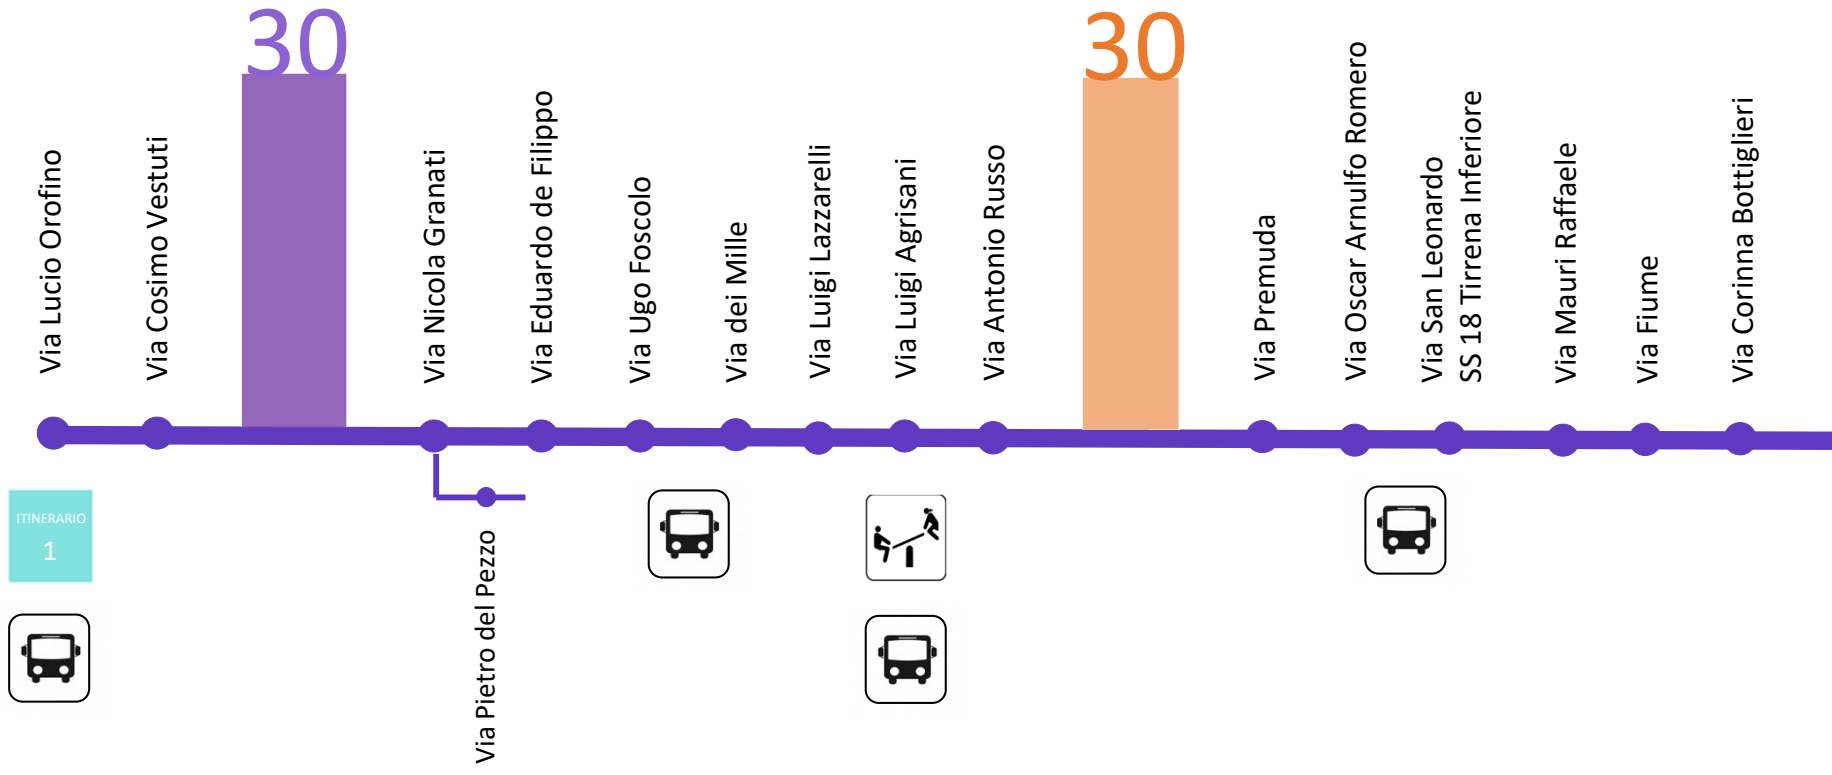 30
30
Via Lucio Orofino
Via Cosimo Vestuti
Via Nicola Granati
Via Eduardo de Filippo
Via Ugo Foscolo
Via dei Mille
Via Luigi Lazzarelli
Via Luigi Agrisani
Via Antonio Russo
Via Premuda
Via Oscar Arnulfo Romero
Via San Leonardo
SS 18 Tirrena Inferiore
Via Mauri Raffaele
Via Fiume
Via Corinna Bottiglieri
ITINERARIO
1
Via Pietro del Pezzo